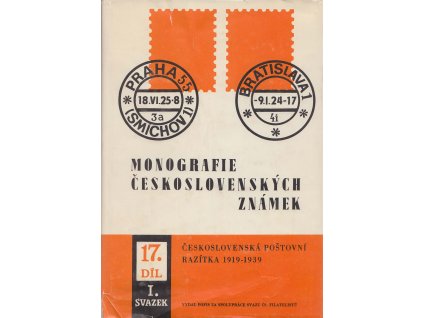 PRAHA 55
18.VI.25-8
3a
(SMÍCHOV 1)
BRATISLAVA 1
-9.I.24-17
4i
MONOGRAFIE
ČESKOSLOVENSKÝCH
ZNÁMEK
17.
DÍL
I.
SVAZEK
ČESKOSLOVENSKÁ POŠTOVNÍ
RAZÍTKA 1919-1939
VYDAL POFIS ZA SPOLUPRÁCE SVAZU ČS. FILATELISTŮ